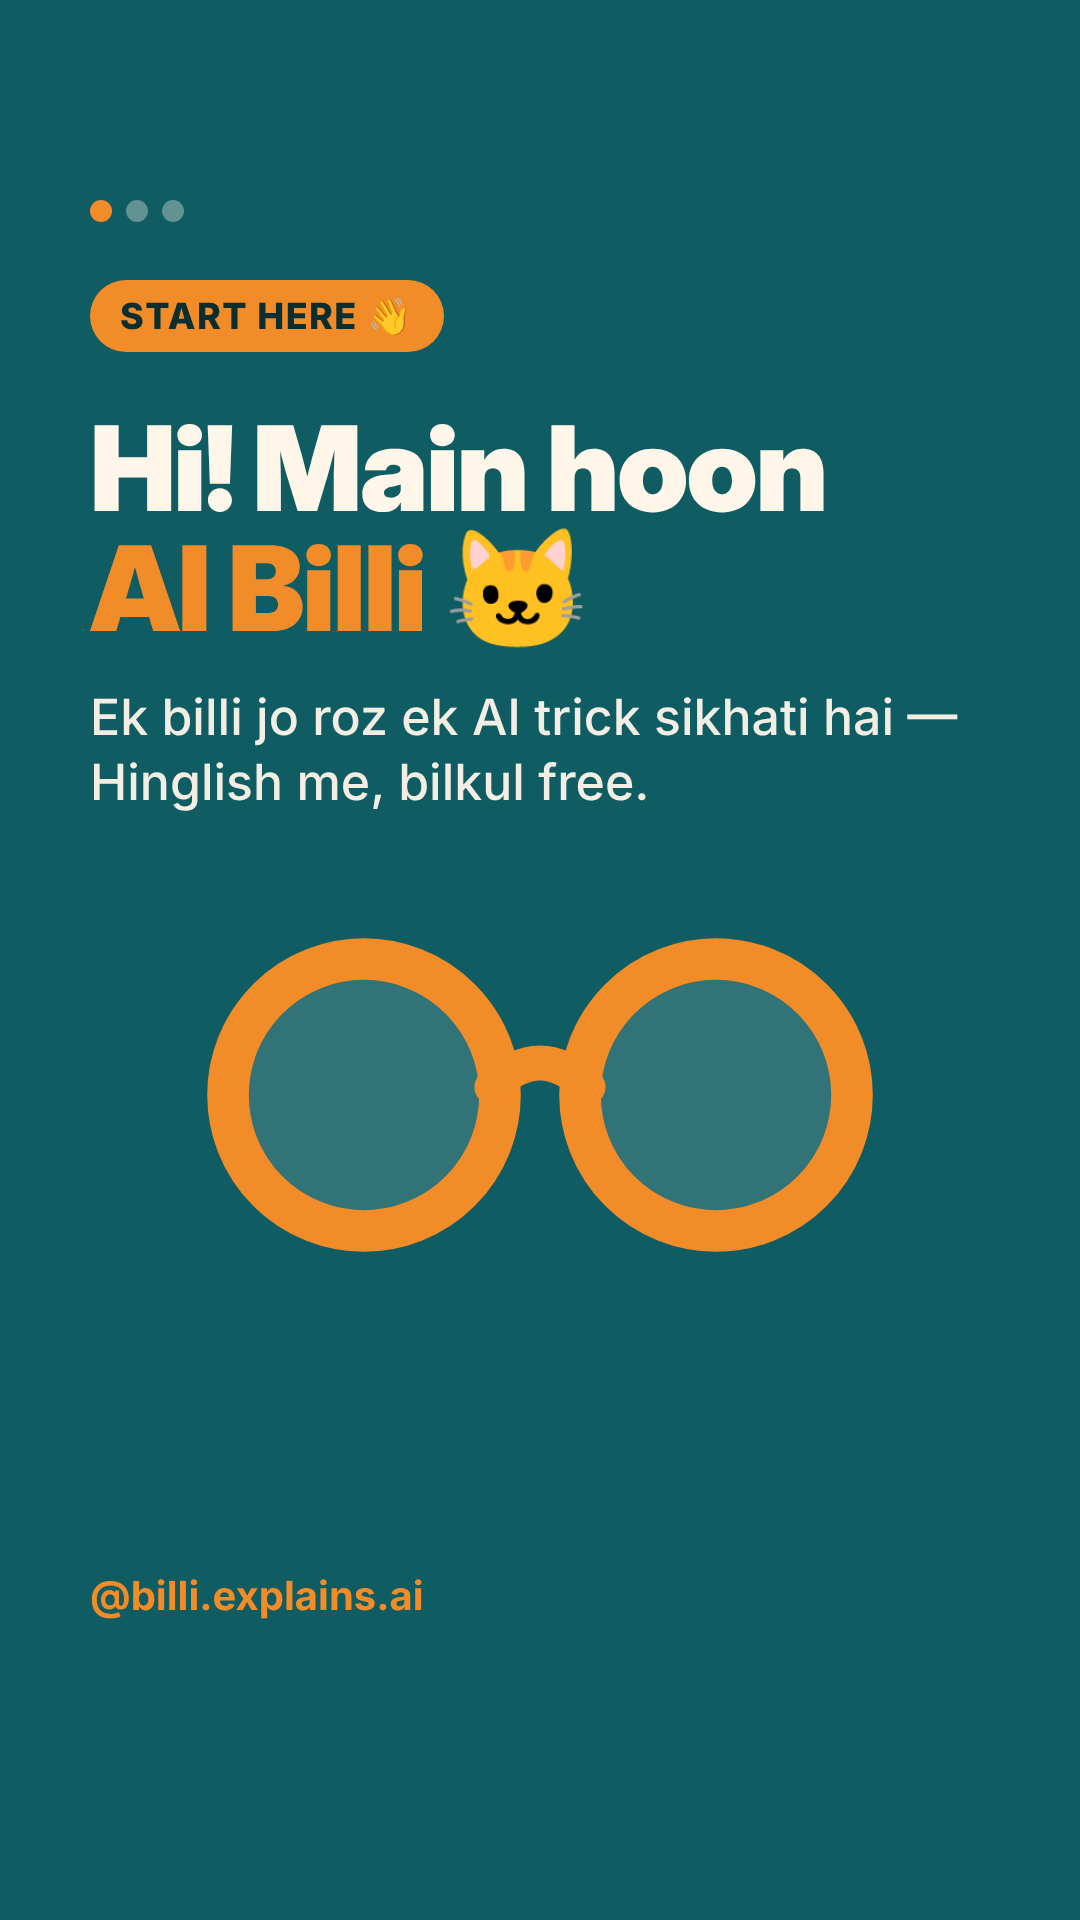 START HERE 👋
Hi! Main hoon
AI Billi 🐱
Ek billi jo roz ek AI trick sikhati hai —
Hinglish me, bilkul free.
@billi.explains.ai